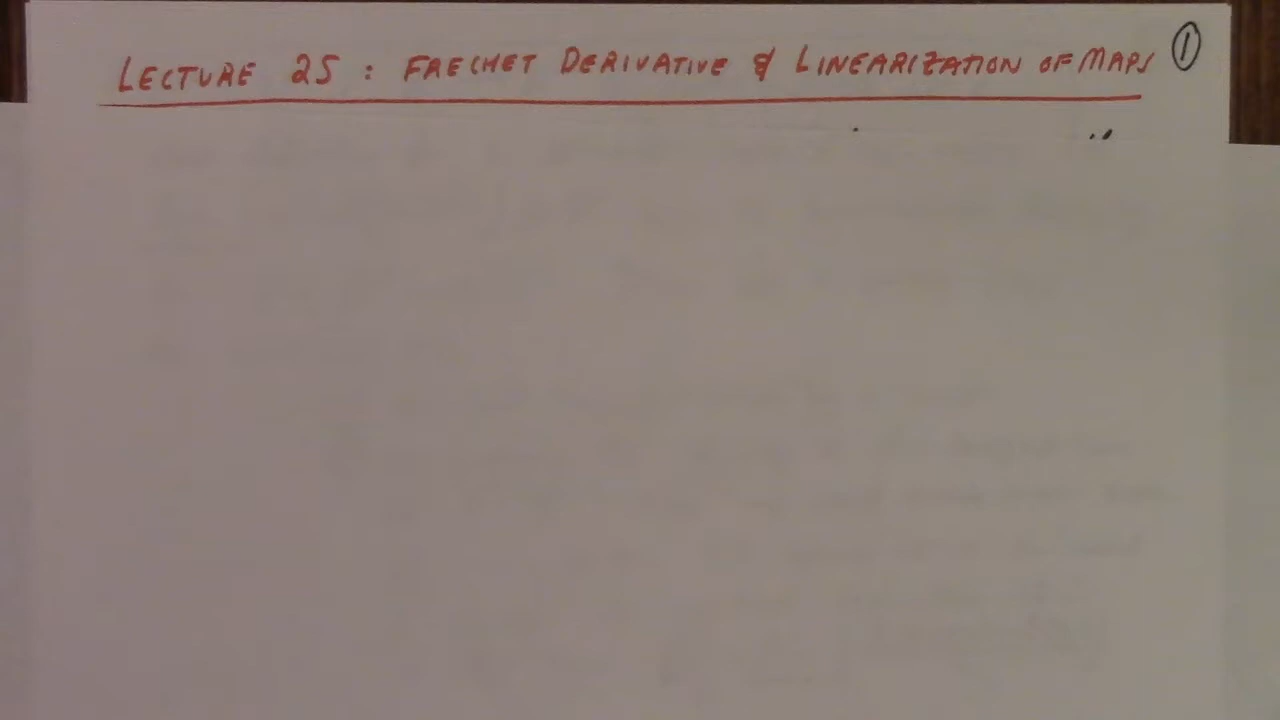 LECTURE 25 : FRECHET DERIVATIVE & LINEARIZATION OF MAPS ①